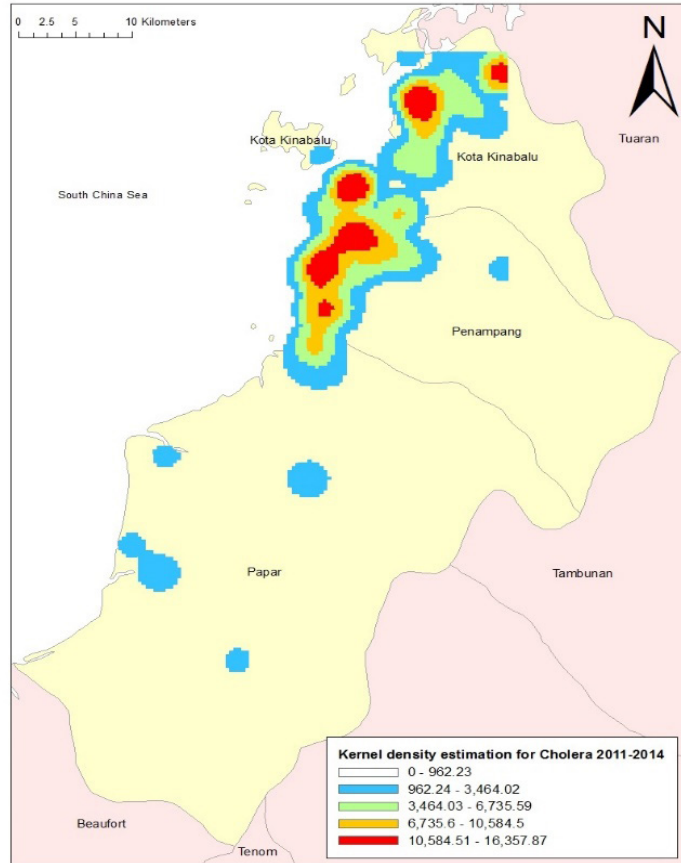 0 2.5 5 10 Kilometers
N
Tuaran
Kota Kinabalu
Kota Kinabalu
South China Sea
Penampang
Papar
Tambunan
Kernel density estimation for Cholera 2011-2014
0 - 962.23
962.24 - 3,464.02
3,464.03 - 6,735.59
6,735.6 - 10,584.5
10,584.51 - 16,357.87
Beaufort
Tenom